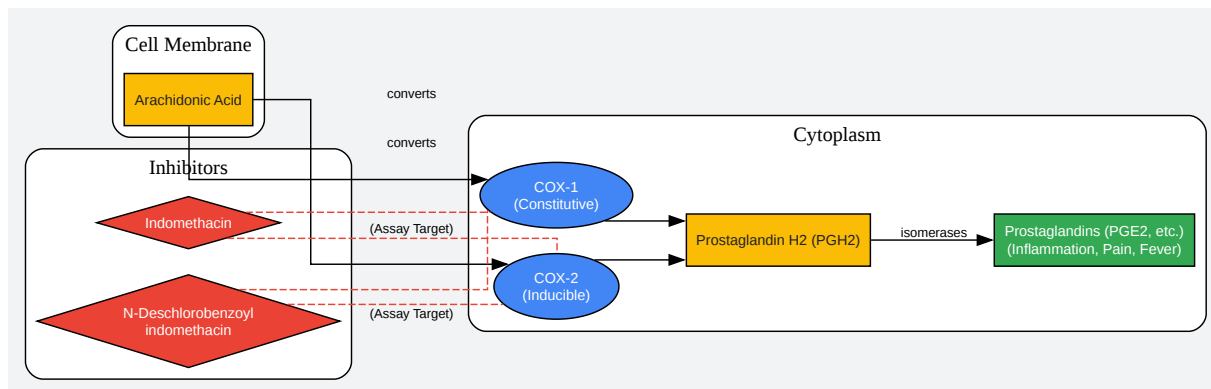 Cell Membrane
Arachidonic Acid
converts
converts
Cytoplasm
Inhibitors
COX-1
(Constitutive)
Indomethacin
(Assay Target)
Prostaglandin H2 (PGH2)
isomerases
Prostaglandins (PGE2, etc.)
(Inflammation, Pain, Fever)
COX-2
(Inducible)
N-Deschlorobenzoyl
indomethacin
(Assay Target)